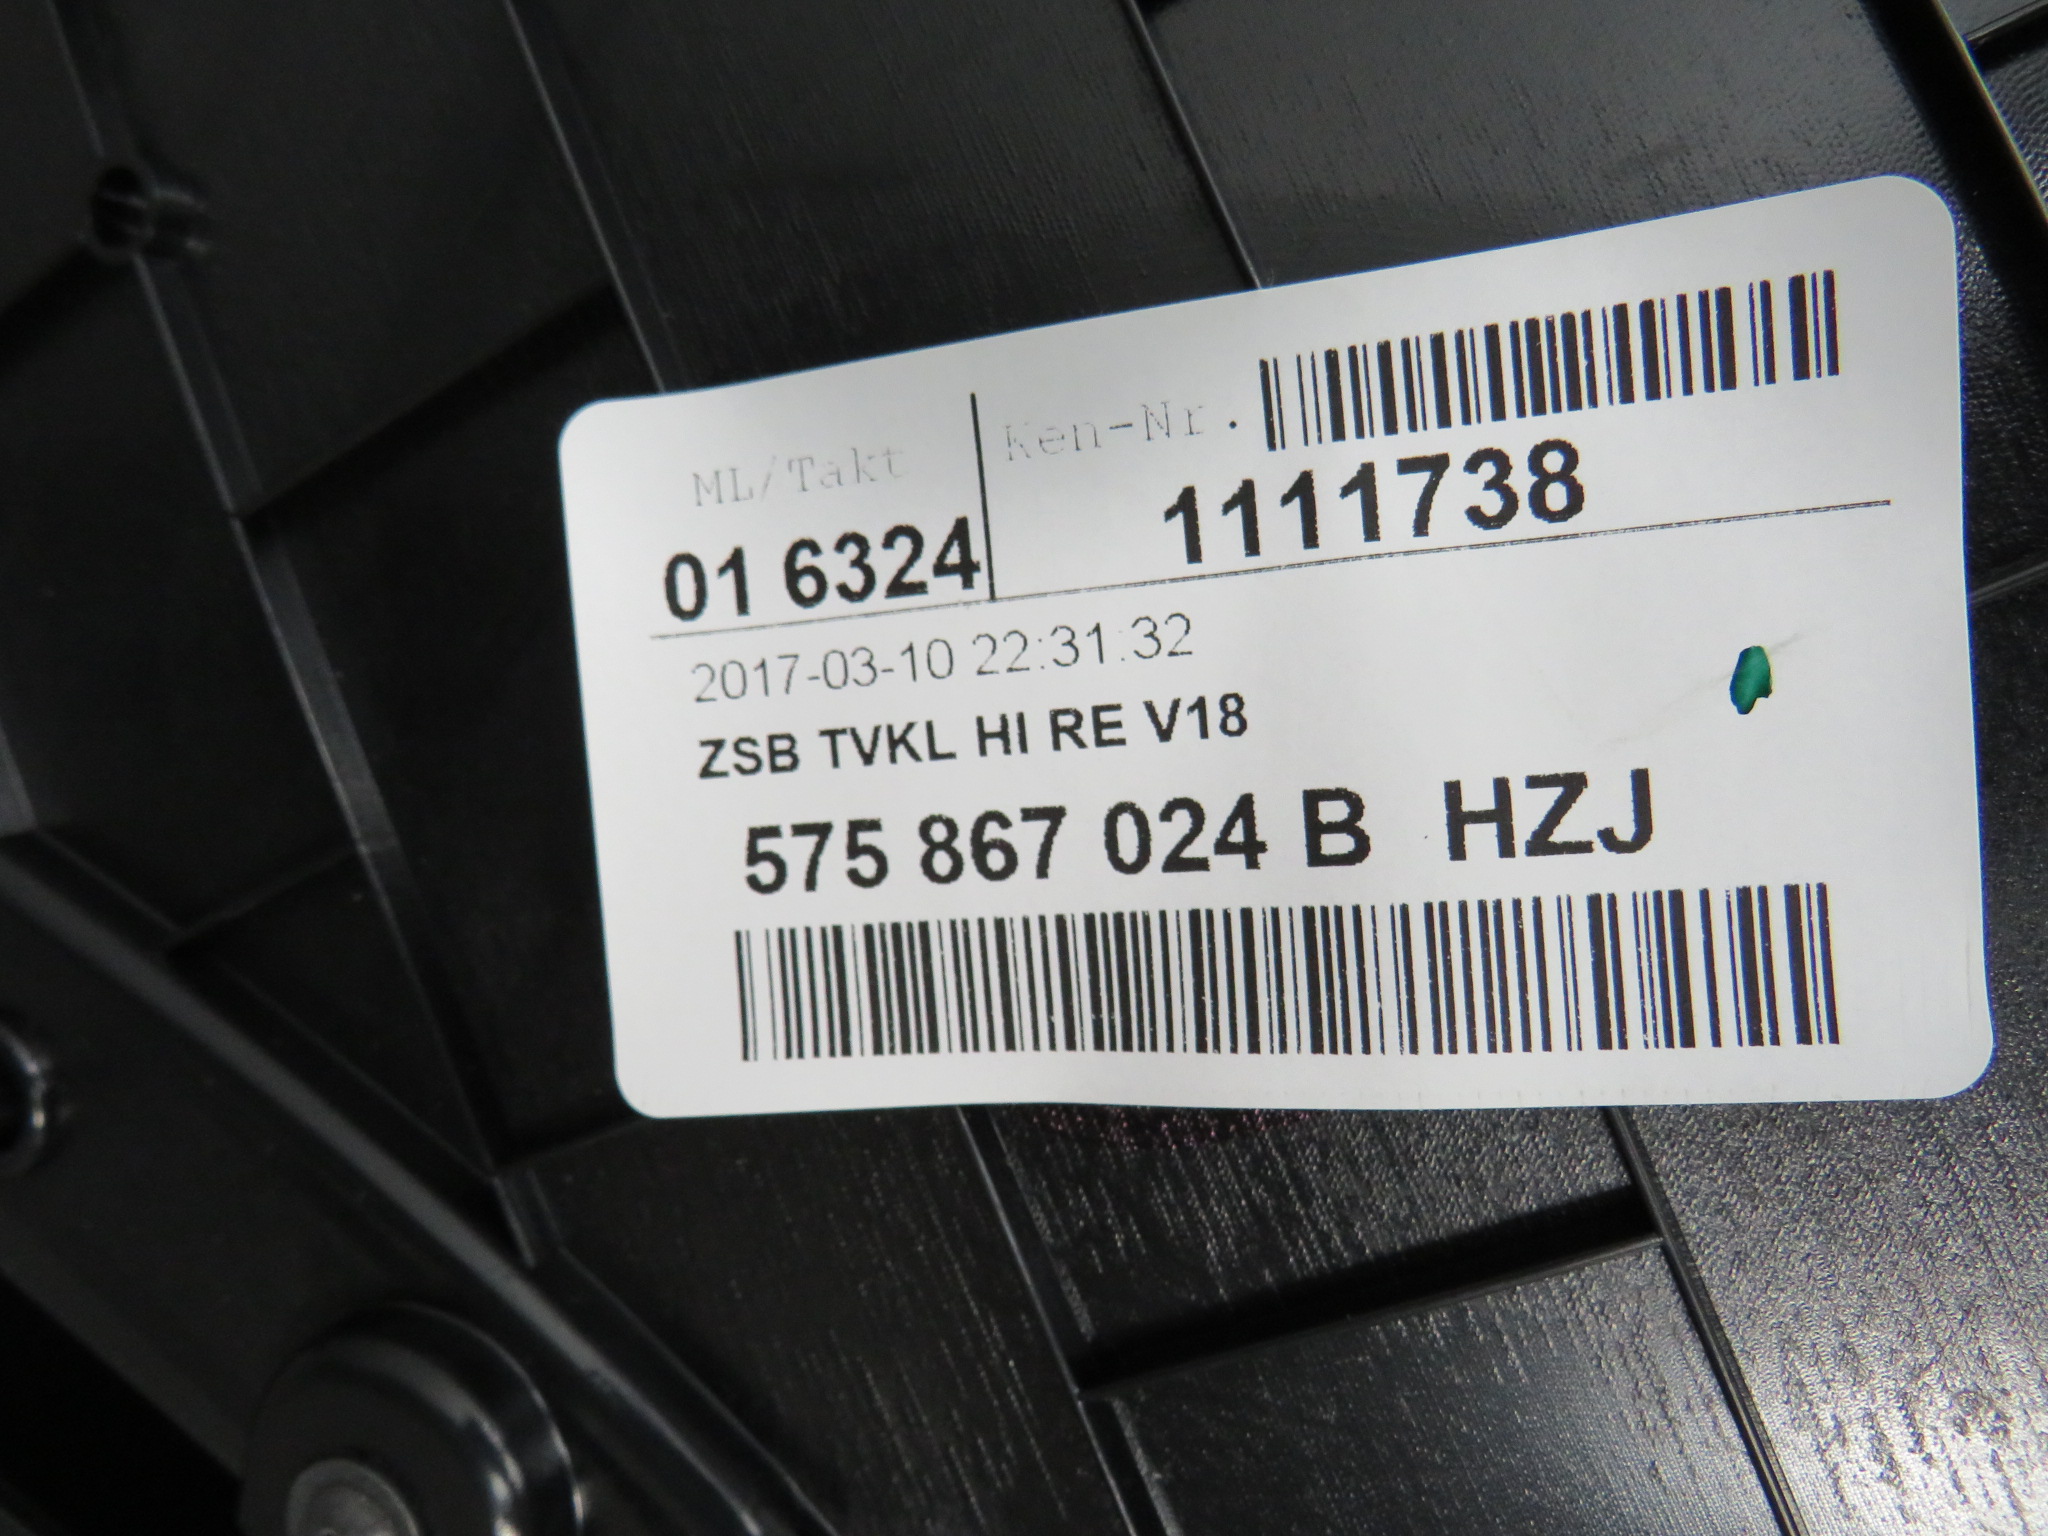 ML/Takt
Ken-Nr.
01 6324
1111738
2017-03-10 22:31:32
ZSB TVKL HI RE V18
575 867 024 B HZJ